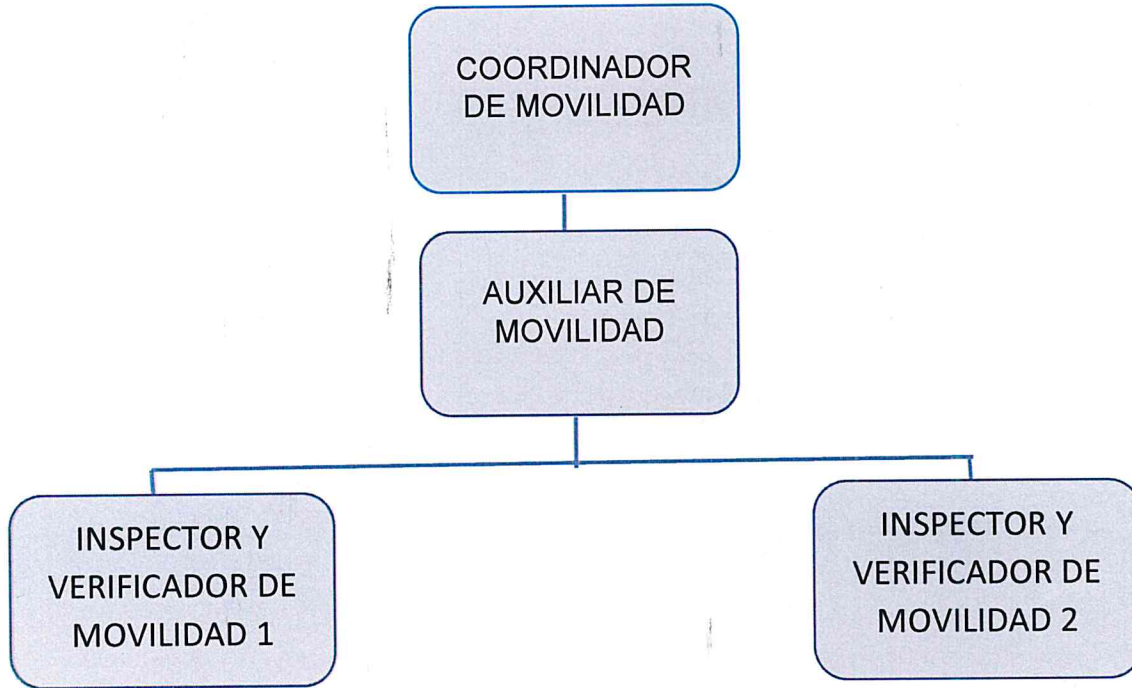 COORDINADOR
DE MOVILIDAD
AUXILIAR DE
MOVILIDAD
INSPECTOR Y
VERIFICADOR DE
MOVILIDAD 1
INSPECTOR Y
VERIFICADOR DE
MOVILIDAD 2